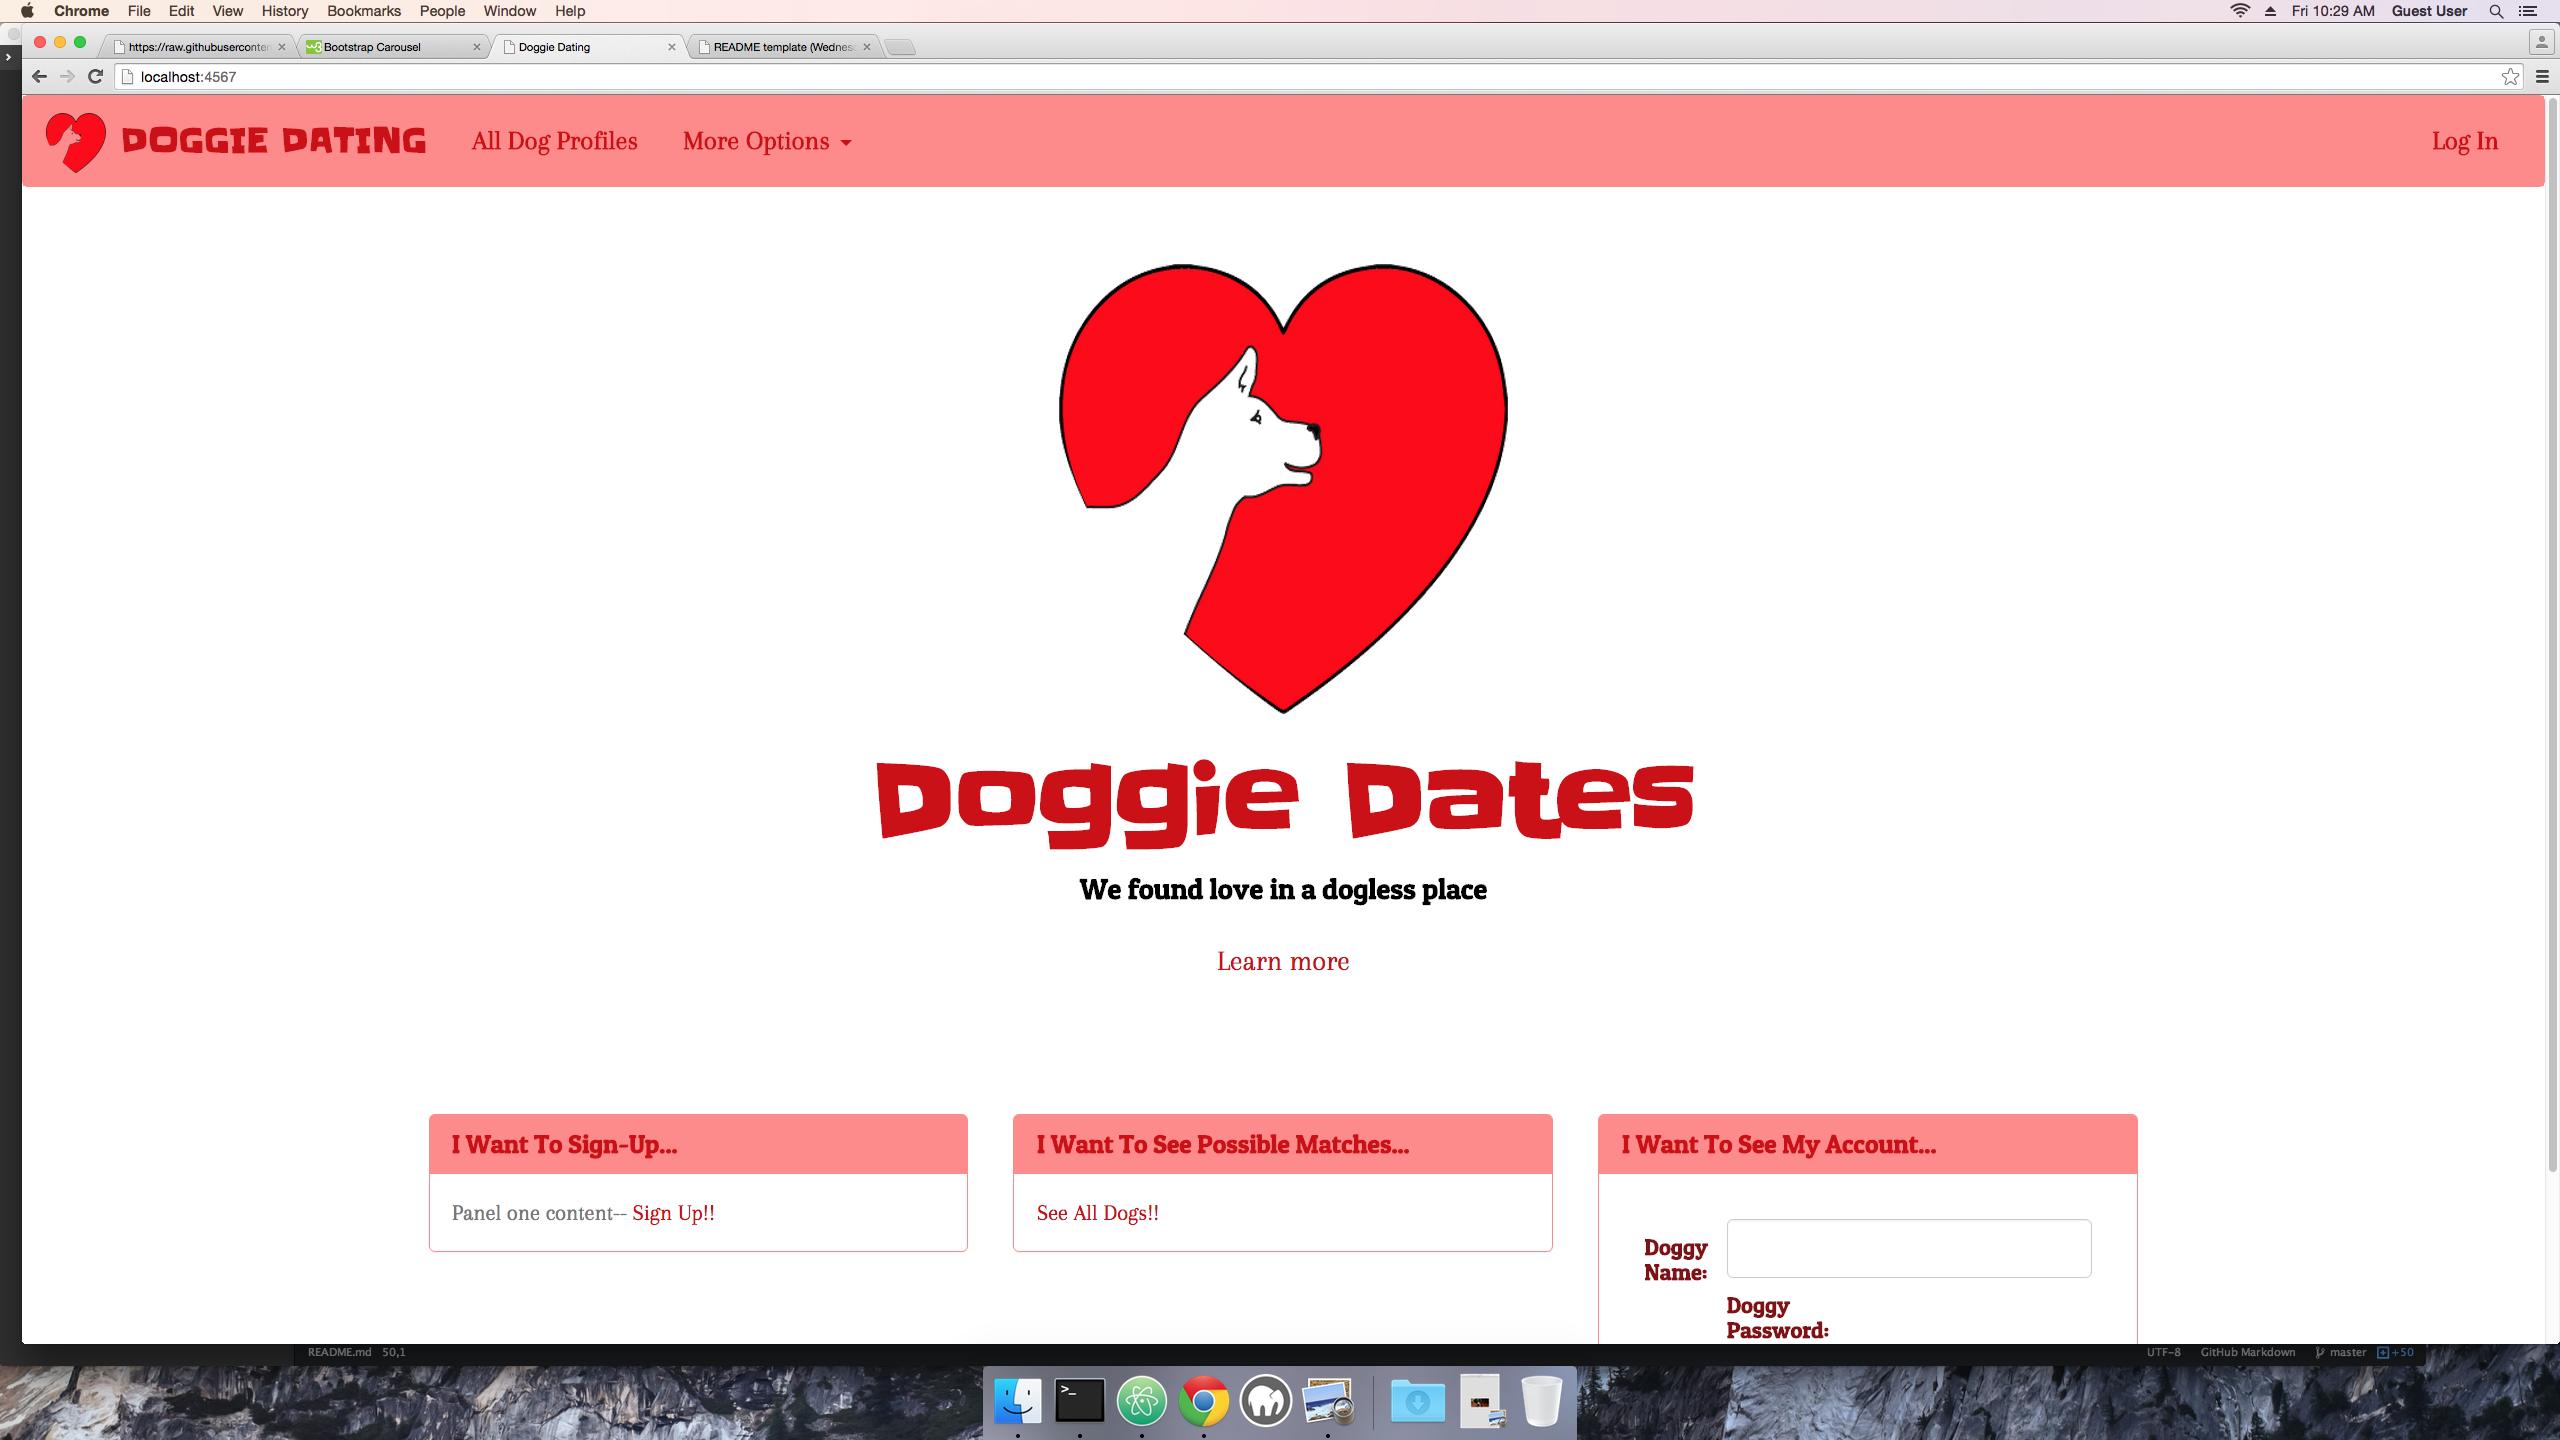 Chrome File Edit View History Bookmarks People Window Help Fri 10:29 AM Guest User
https://raw.githubuserconten Bootstrap Carousel Doggie Dating README template (Wednes
localhost:4567
DOGGIE DATING All Dog Profiles More Options Log In
Doggie Dates
We found love in a dogless place
Learn more
I Want To Sign-Up...
Panel one content-- Sign Up!!
I Want To See Possible Matches...
See All Dogs!!
I Want To See My Account...
Doggy
Name:
Doggy
Password:
README.md 50,1 UTF-8 GitHub Markdown master +50